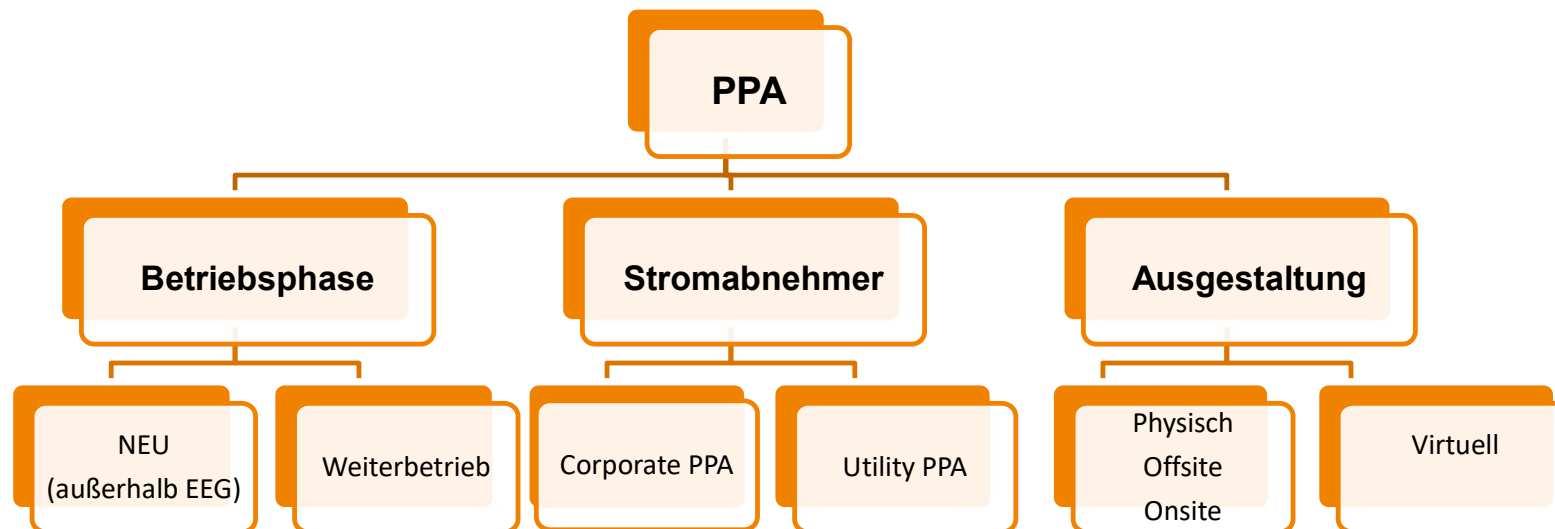 PPA
Betriebsphase
Stromabnehmer
Ausgestaltung
NEU
(außerhalb EEG)
Weiterbetrieb
Corporate PPA
Utility PPA
Physisch
Offsite
Onsite
Virtuell